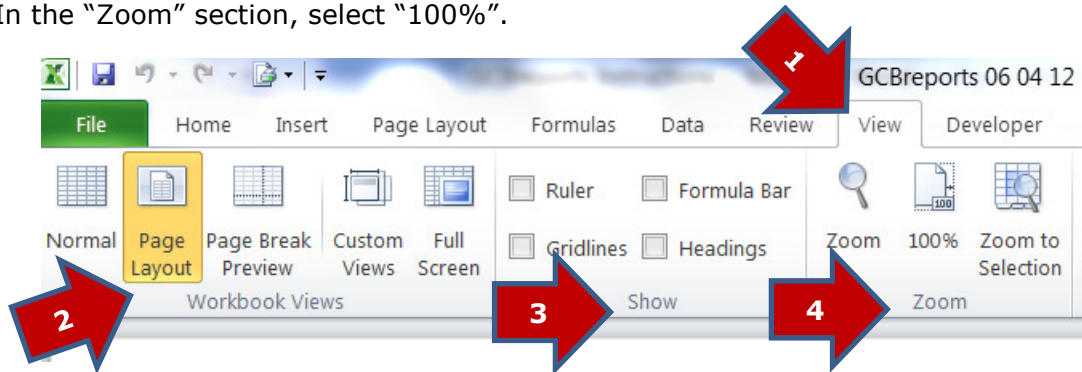 In the “Zoom” section, select “100%”.
1
GCBreports 06 04 12
File Home Insert Page Layout Formulas Data Review View Developer
Normal Page Layout Page Break Preview Custom Views Full Screen
Ruler Formula Bar
Gridlines Headings
Zoom 100% Zoom to Selection
100
Workbook Views Show Zoom
2 3 4